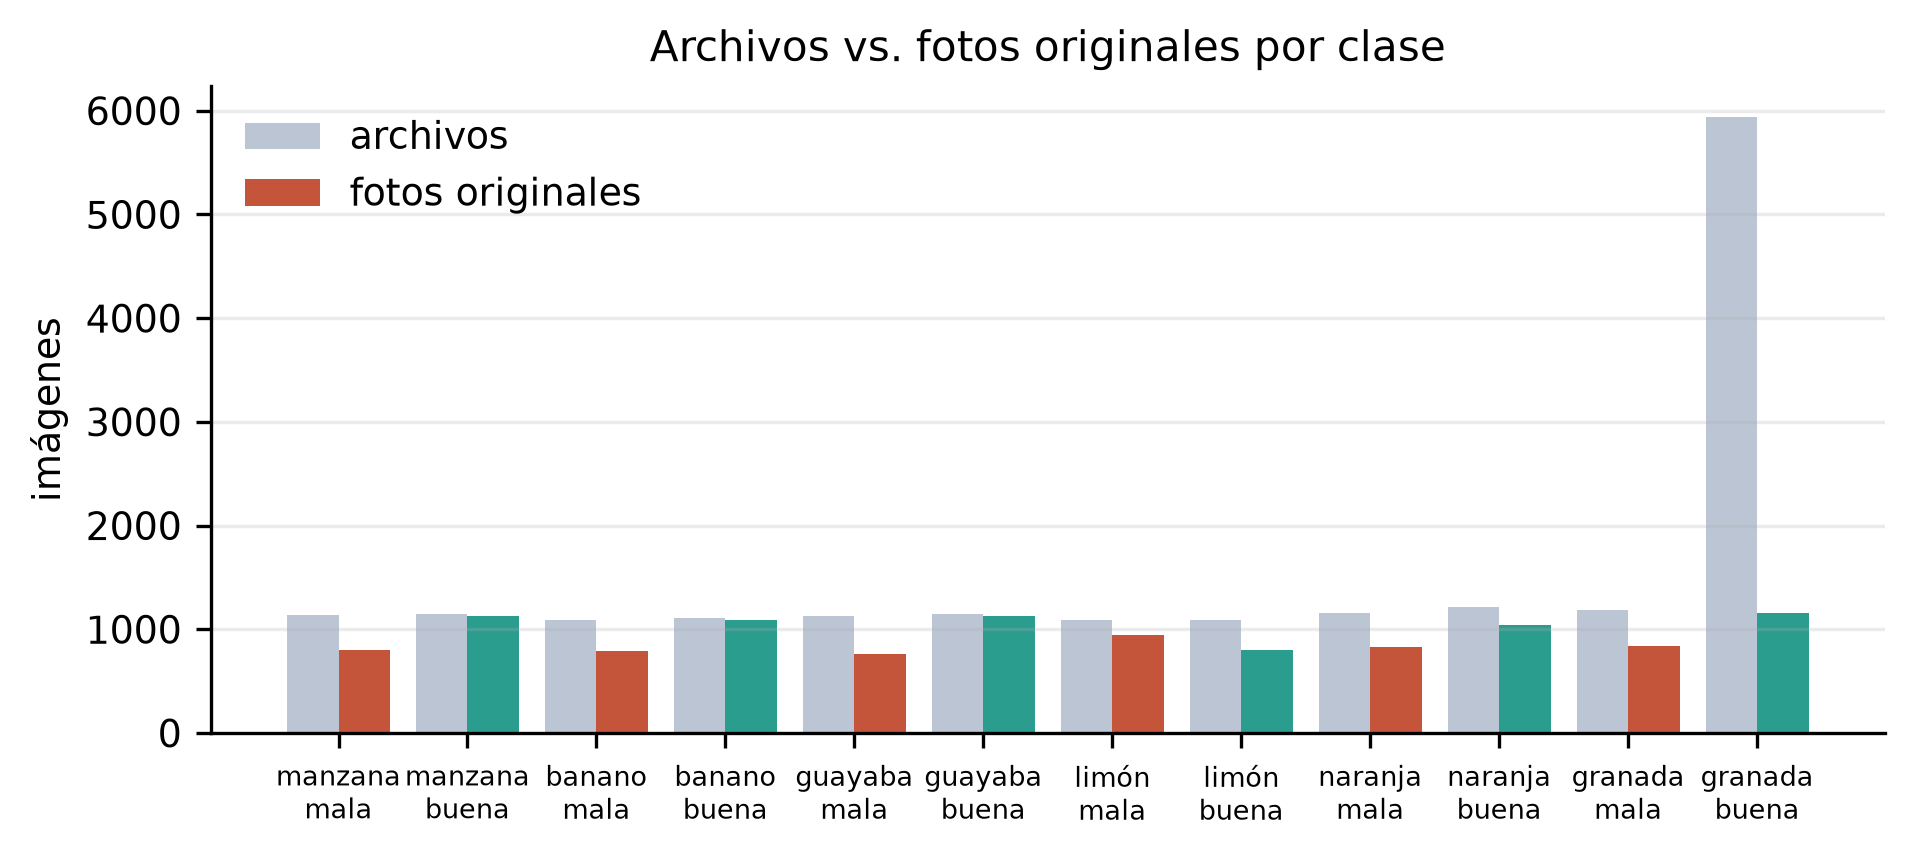 Archivos vs. fotos originales por clase
archivos
fotos originales
imágenes
6000
5000
4000
3000
2000
1000
0
manzana mala
manzana buena
banano mala
banano buena
guayaba mala
guayaba buena
limón mala
limón buena
naranja mala
naranja buena
granada mala
granada buena